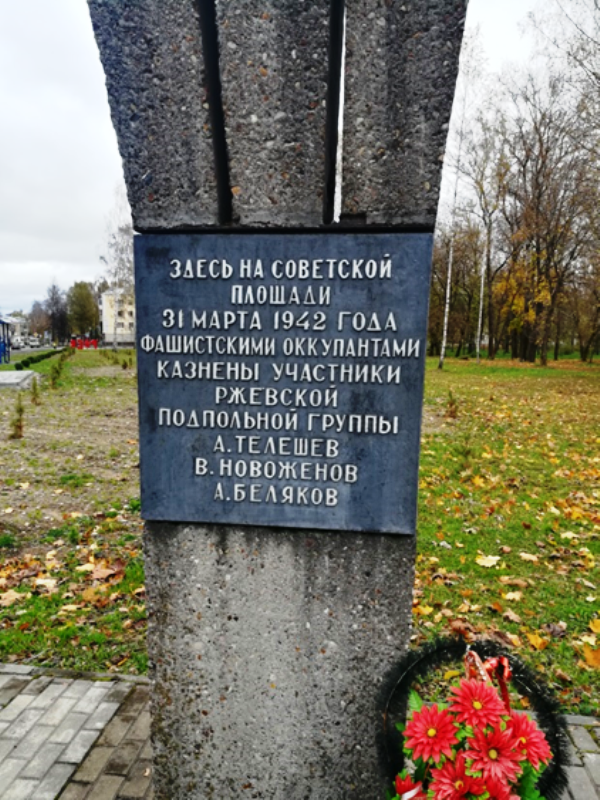 ЗДЕСЬ НА СОВЕТСКОЙ
ПЛОЩАДИ
31 МАРТА 1942 ГОДА
ФАШИСТСКИМИ ОККУПАНТАМИ
КАЗНЕНЫ УЧАСТНИКИ
РЖЕВСКОЙ
ПОДПОЛЬНОЙ ГРУППЫ
А.ТЕЛЕШЕВ
В.НОВОЖЕНОВ
А.БЕЛЯКОВ